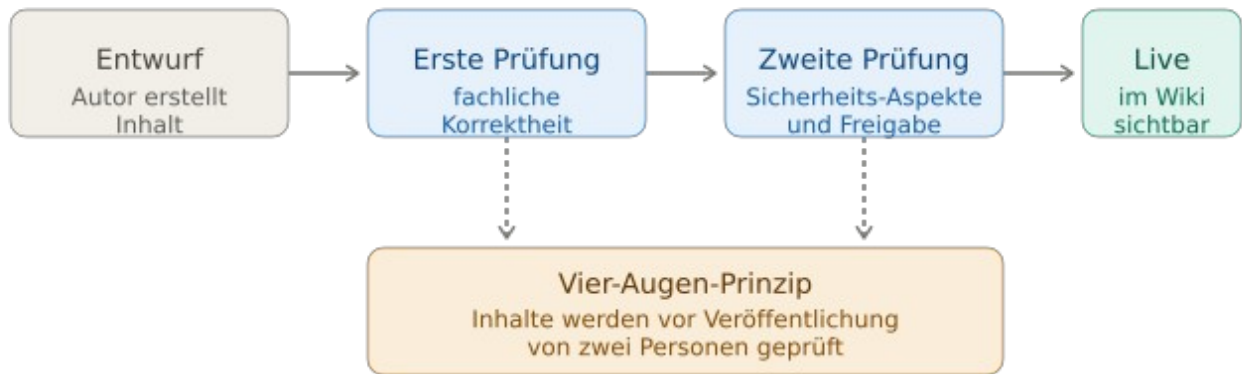 Entwurf
Autor erstellt
Inhalt
Erste Prüfung
fachliche
Korrektheit
Zweite Prüfung
Sicherheits-Aspekte
und Freigabe
Live
im Wiki
sichtbar
Vier-Augen-Prinzip
Inhalte werden vor Veröffentlichung
von zwei Personen geprüft